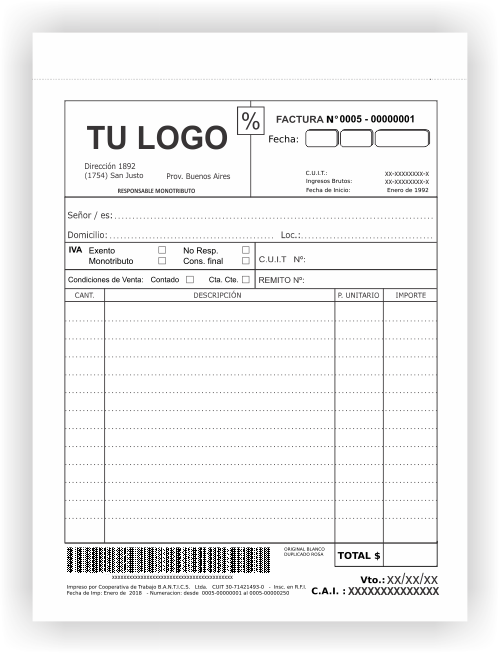 %
TU LOGO
FACTURA N°0005 - 00000001
Fecha:
Dirección 1892
(1754) San Justo Prov. Buenos Aires
RESPONSABLE MONOTRIBUTO
C.U.I.T.: XX-XXXXXXXX-X
Ingresos Brutos: XX-XXXXXXXX-X
Fecha de Inicio: Enero de 1992
Señor / es:
Domicilio: Loc.:
IVA Exento No Resp.
Monotributo Cons. final
C.U.I.T Nº:
Condiciones de Venta: Contado Cta. Cte.
REMITO Nº:
CANT. DESCRIPCIÓN P. UNITARIO IMPORTE
ORIGINAL BLANCO
DUPLICADO ROSA
TOTAL $
Vto.: XX/XX/XX
C.A.I. : XXXXXXXXXXXXXX
Impreso por Cooperativa de Trabajo B.A.N.T.I.C.S. Ltda. CUIT 30-71421493-0 - Insc. en R.F.I.
Fecha de Imp: Enero de 2018 - Numeracion: desde 0005-00000001 al 0005-00000250